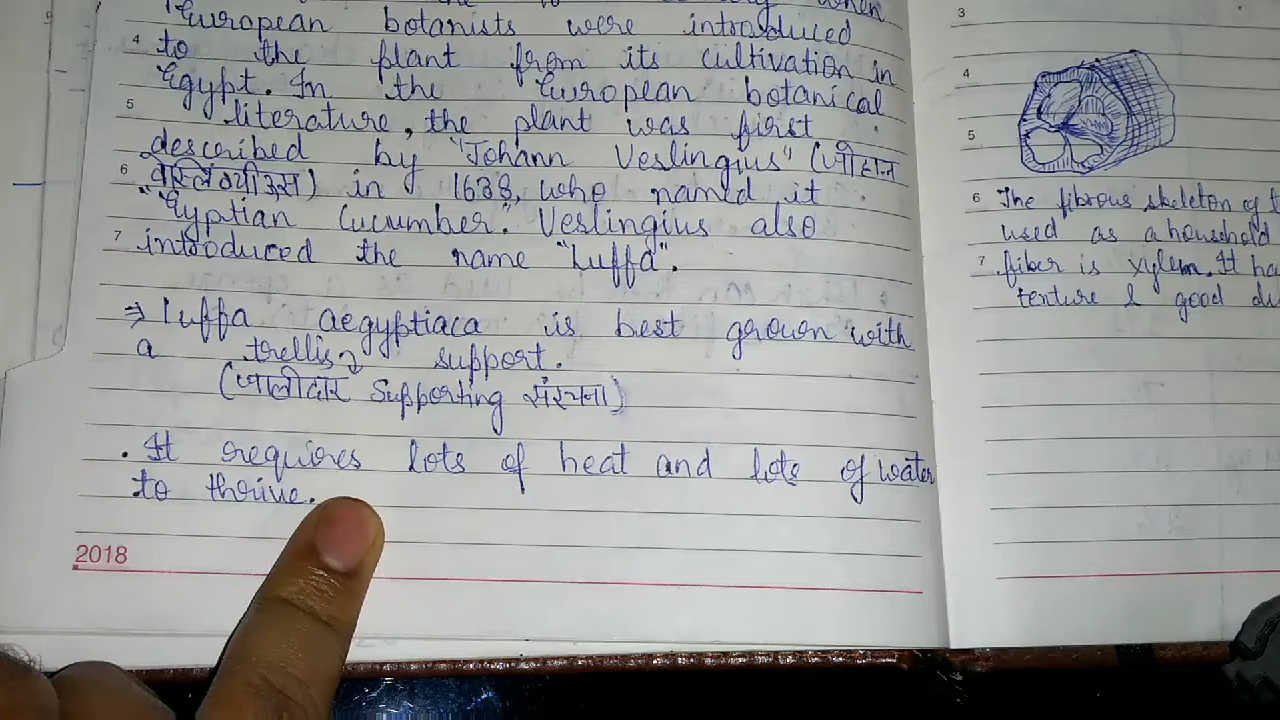 the to when
European botanists were introduced
4 to the plant from its cultivation in
Egypt. In the European botanical
5 literature, the plant was first
described by "Johann Veslingius" (जोहान
6 वेस्लिंग्यीउस) in 1638, who named it
"Egyptian Cucumber." Veslingius also
7 introduced the name "Luffa".
⇒ Luffa aegyptiaca is best grown with
a trellis support.
(जालीदार Supporting संरचना)
. It requires lots of heat and lots of water
to thrive.
2018
3
4
5
6 The fibrous skeleton of
used as a household
7 fiber is xylem. It ha
texture & good du